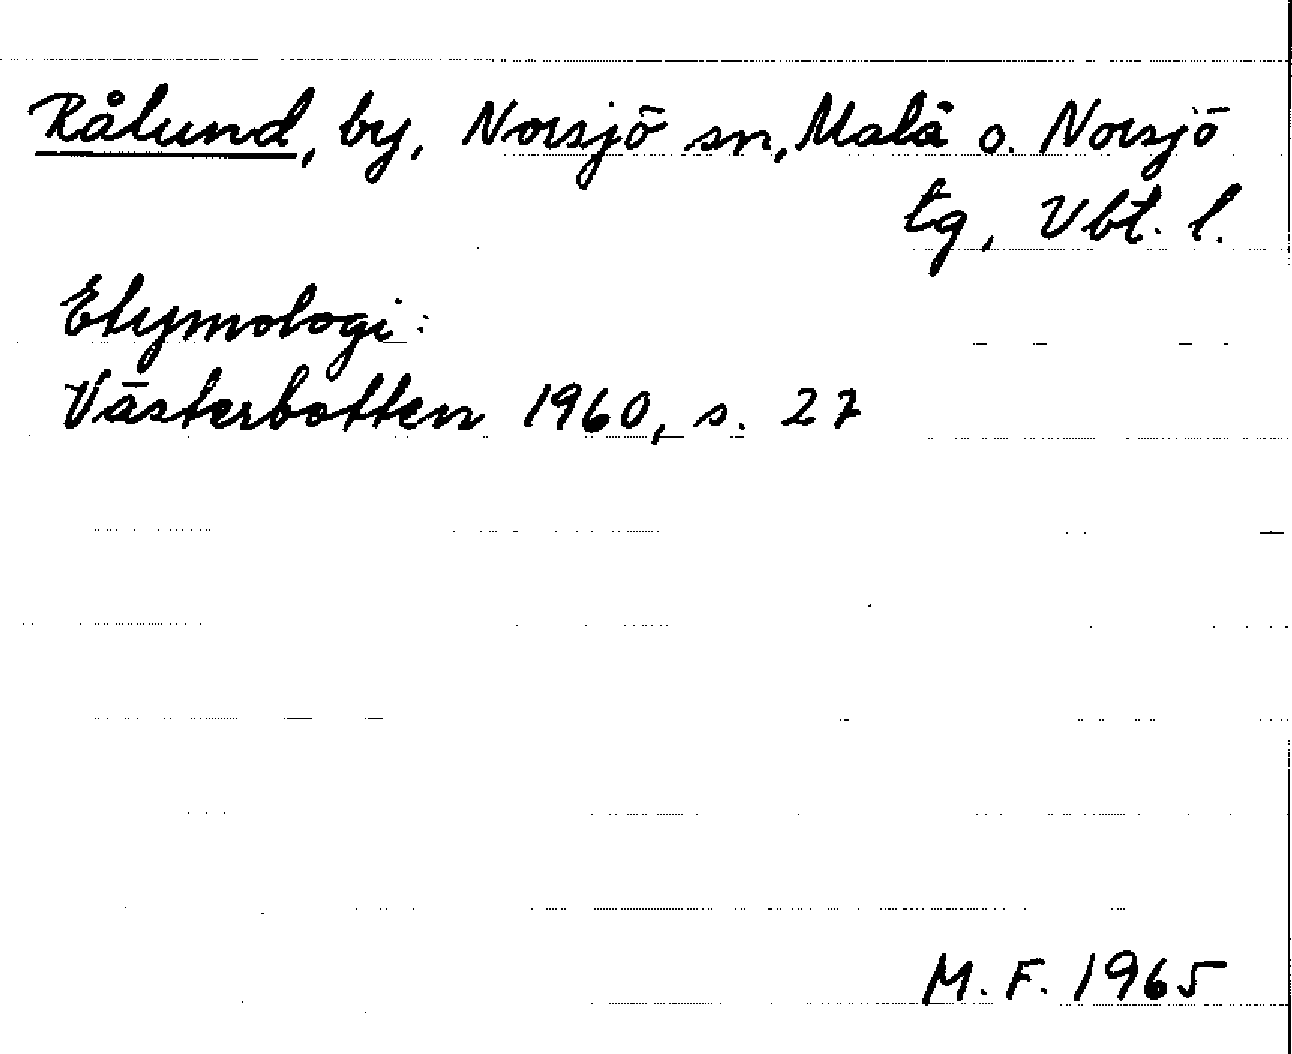 Rålund, by, Norsjö sn, Malå o. Norsjö
tg, Vbt. l.
Etymologi:
Västerbotten 1960, s. 27
M.F. 1965